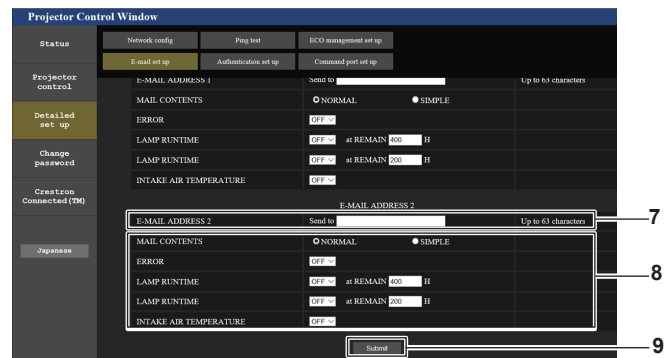 Projector Control Window
Status
Network config
Ping test
ECO management set up
E-mail set up
Authentication set up
Command port set up
Projector
control
Detailed
set up
Change
password
Crestron
Connected(TM)
Japanese
E-MAIL ADDRESS 1 Send to Up to 63 characters
MAIL CONTENTS NORMAL SIMPLE
ERROR OFF
LAMP RUNTIME OFF at REMAIN 400 H
LAMP RUNTIME OFF at REMAIN 200 H
INTAKE AIR TEMPERATURE OFF
E-MAIL ADDRESS 2
E-MAIL ADDRESS 2 Send to Up to 63 characters 7
MAIL CONTENTS NORMAL SIMPLE
ERROR OFF
8
LAMP RUNTIME OFF at REMAIN 400 H
LAMP RUNTIME OFF at REMAIN 200 H
INTAKE AIR TEMPERATURE OFF
Submit 9